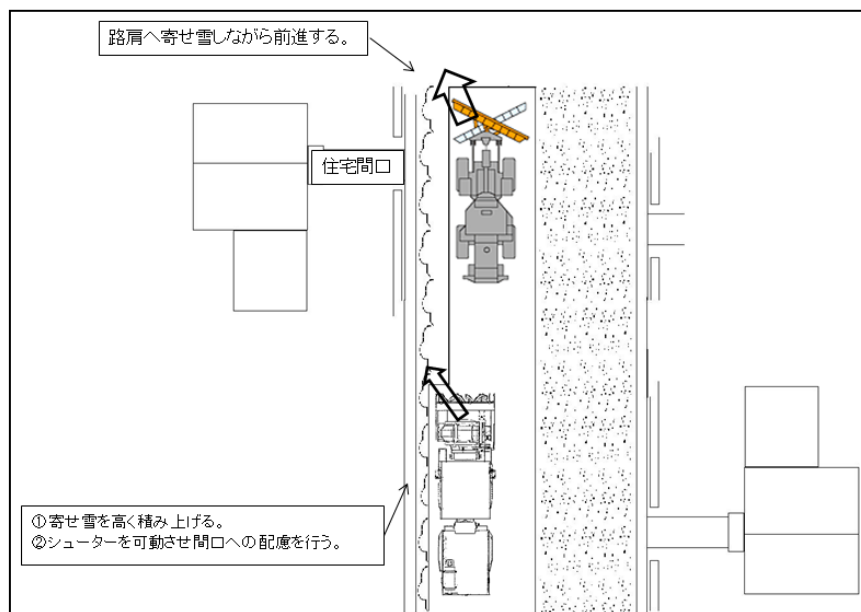 路肩へ寄せ雪しながら前進する。
住宅間口
①寄せ雪を高く積み上げる。
②シューターを可動させ間口への配慮を行う。